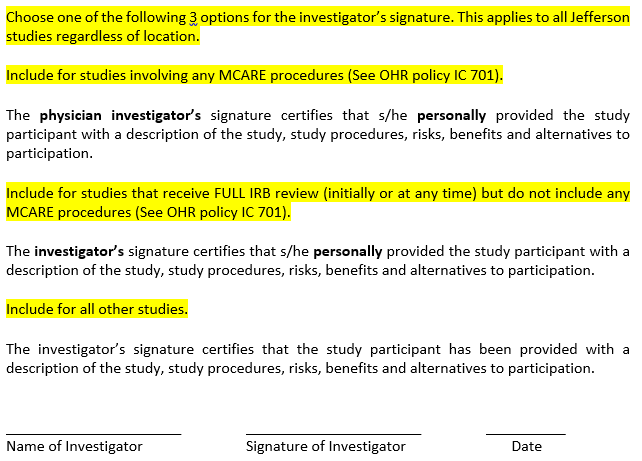 Choose one of the following 3 options for the investigator’s signature. This applies to all Jefferson
studies regardless of location.
Include for studies involving any MCARE procedures (See OHR policy IC 701).
The physician investigator’s signature certifies that s/he personally provided the study
participant with a description of the study, study procedures, risks, benefits and alternatives to
participation.
Include for studies that receive FULL IRB review (initially or at any time) but do not include any
MCARE procedures (See OHR policy IC 701).
The investigator’s signature certifies that s/he personally provided the study participant with a
description of the study, study procedures, risks, benefits and alternatives to participation.
Include for all other studies.
The investigator’s signature certifies that the study participant has been provided with a
description of the study, study procedures, risks, benefits and alternatives to participation.
Name of Investigator Signature of Investigator Date